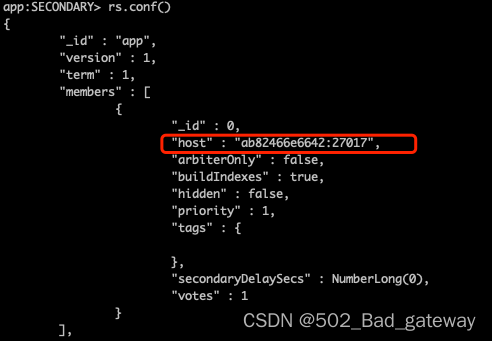 app:SECONDARY> rs.conf()
{
"_id" : "app",
"version" : 1,
"term" : 1,
"members" : [
{
"_id" : 0,
"host" : "ab82466e6642:27017",
"arbiterOnly" : false,
"buildIndexes" : true,
"hidden" : false,
"priority" : 1,
"tags" : {
},
"secondaryDelaySecs" : NumberLong(0),
"votes" : 1
}
],
CSDN @502_Bad_gateway